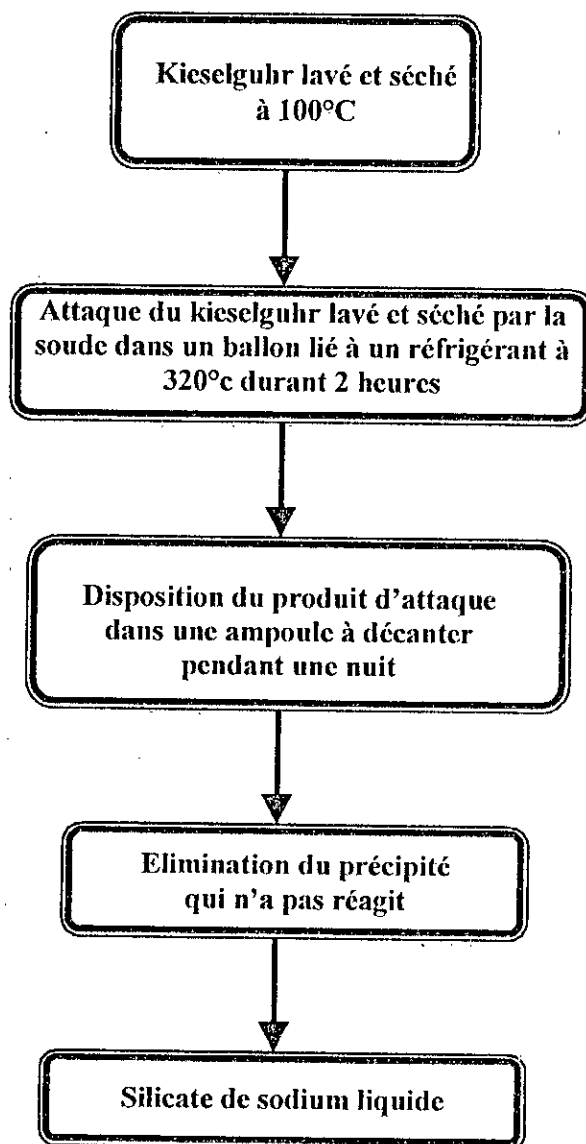 Kieselguhr lavé et séché
à 100°C
Attaque du kieselguhr lavé et séché par la
soude dans un ballon lié à un réfrigérant à
320°c durant 2 heures
Disposition du produit d'attaque
dans une ampoule à décanter
pendant une nuit
Elimination du précipité
qui n'a pas réagit
Silicate de sodium liquide